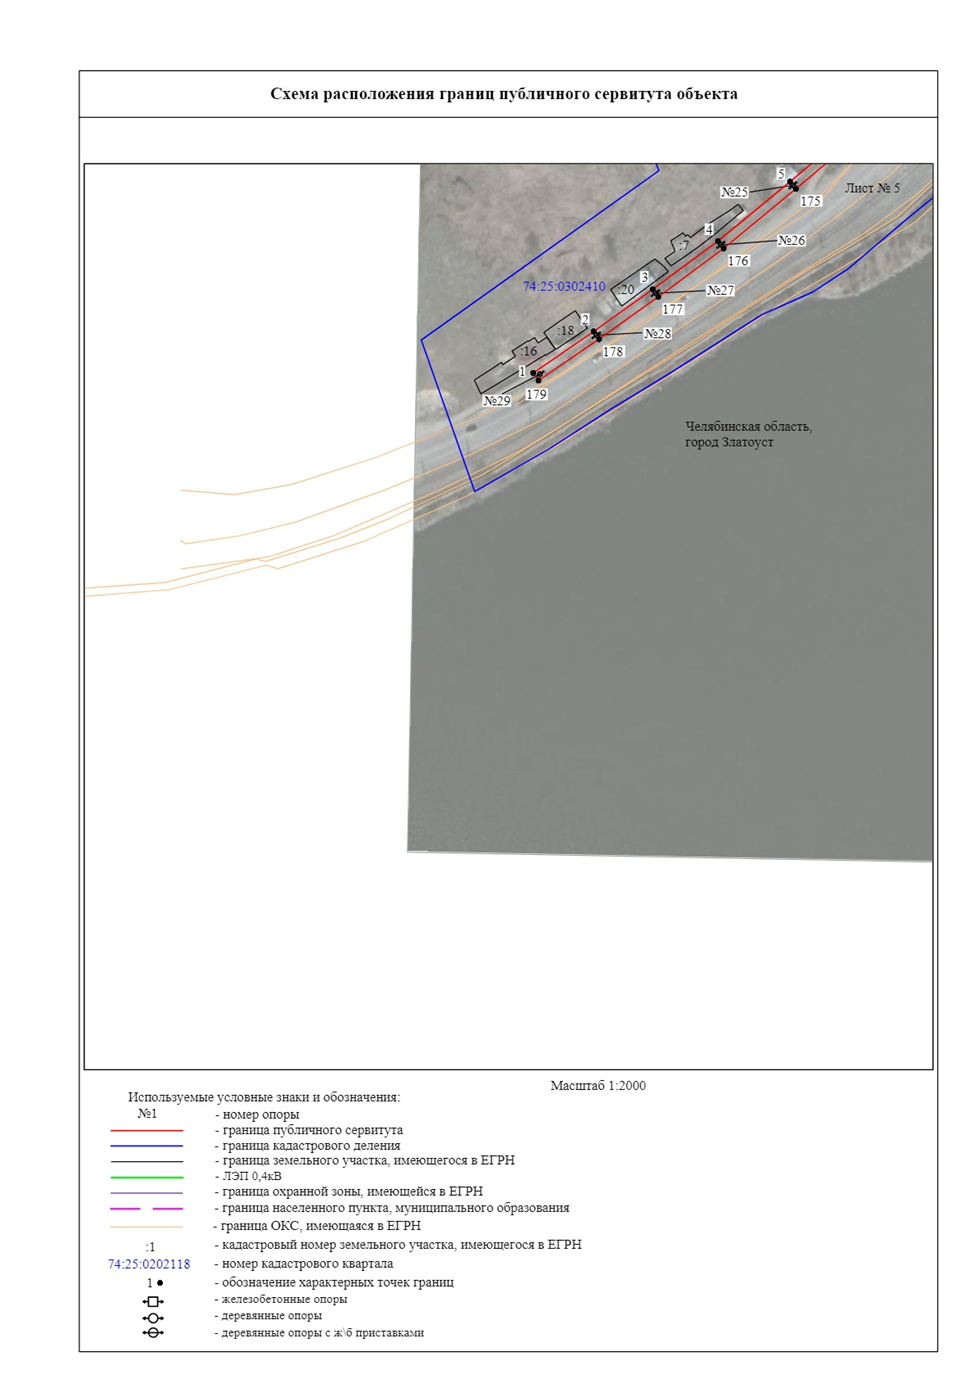 Схема расположения границ публичного сервитута объекта
5
№25
Лист № 5
175
4
№26
:7
176
3
74:25:0302410
:20
№27
177
2
:18
№28
:16
178
1
179
№29
Челябинская область,
город Златоуст
Масштаб 1:2000
Используемые условные знаки и обозначения:
№1 - номер опоры
- граница публичного сервитута
- граница кадастрового деления
- граница земельного участка, имеющегося в ЕГРН
- ЛЭП 0,4кВ
- граница охранной зоны, имеющейся в ЕГРН
- граница населенного пункта, муниципального образования
- граница ОКС, имеющаяся в ЕГРН
:1 - кадастровый номер земельного участка, имеющегося в ЕГРН
74:25:0202118 - номер кадастрового квартала
1 - обозначение характерных точек границ
- железобетонные опоры
- деревянные опоры
- деревянные опоры с ж\б приставками